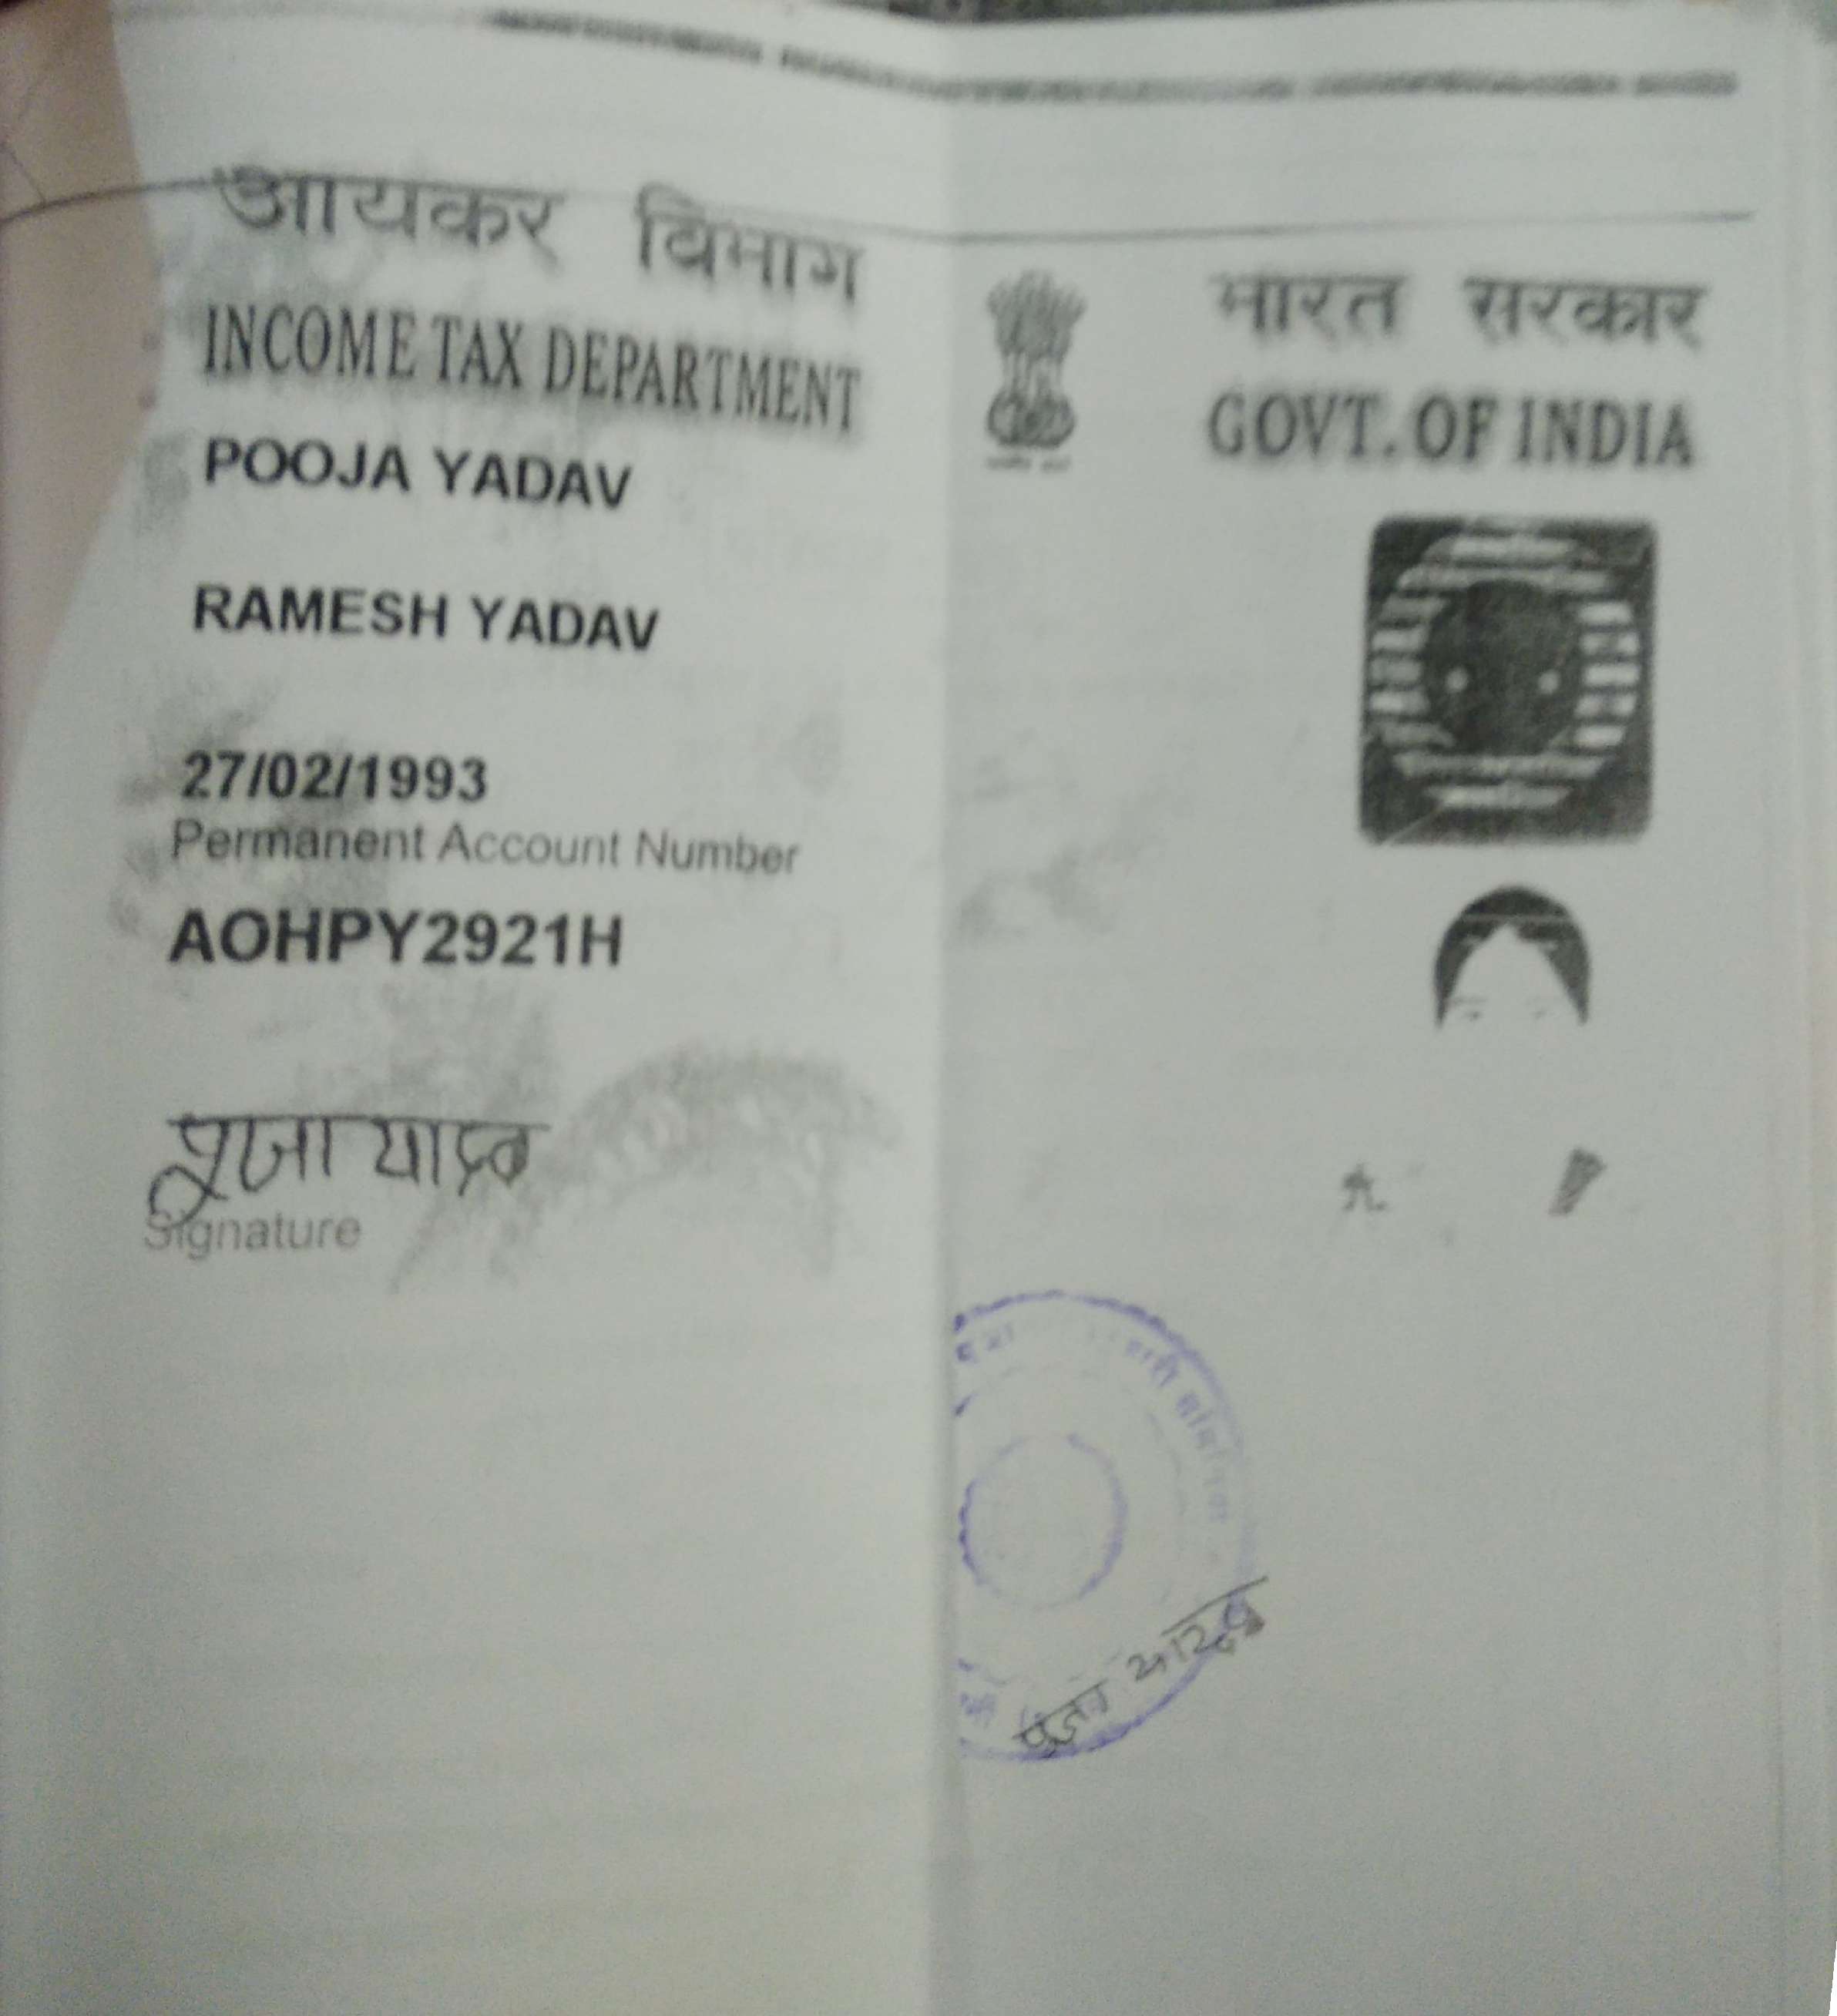 आयकर विभाग
भारत सरकार
INCOME TAX DEPARTMENT
GOVT. OF INDIA
POOJA YADAV
RAMESH YADAV
27/02/1993
Permanent Account Number
AOHPY2921H
पूजा यादव
Signature
पूजा यादव